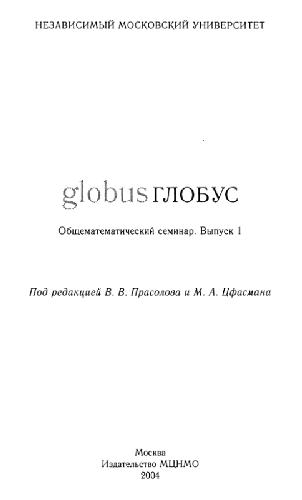 НЕЗАВИСИМЫЙ МОСКОВСКИЙ УНИВЕРСИТЕТ
globus ГЛОБУС
Общематематический семинар. Выпуск 1
Под редакцией В. В. Прасолова и М. А. Цфасмана
Москва
Издательство МЦНМО
2004